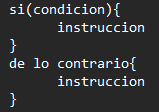 si(condicion){
instruccion
}
de lo contrario{
instruccion
}